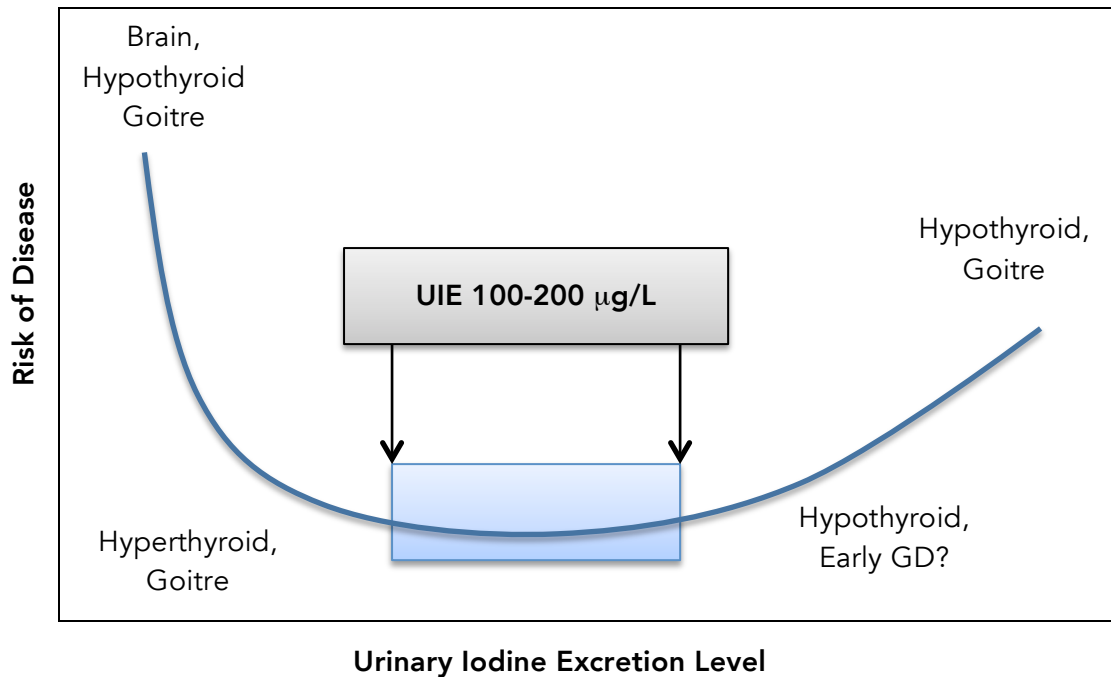 Brain,
Hypothyroid
Goitre
Hypothyroid,
Goitre
UIE 100-200 μg/L
Hyperthyroid,
Goitre
Hypothyroid,
Early GD?
Risk of Disease
Urinary Iodine Excretion Level